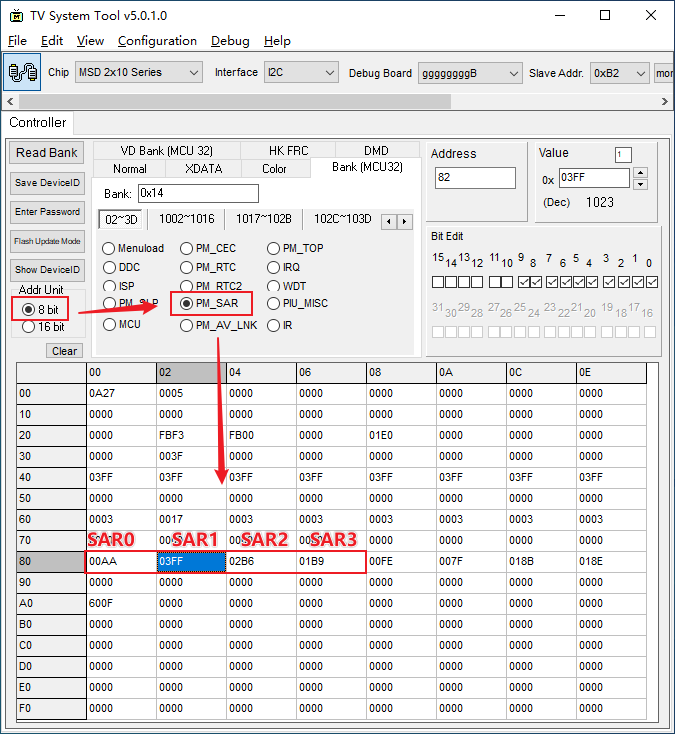 TV System Tool v5.0.1.0
File Edit View Configuration Debug Help
Chip MSD 2x10 Series Interface I2C Debug Board ggggggggB Slave Addr. 0xB2 mor
Controller
Read Bank
Save DeviceID
Enter Password
Flash Update Mode
Show DeviceID
Addr Unit
8 bit
16 bit
Clear
VD Bank (MCU 32) HK FRC DMD
Normal XDATA Color Bank (MCU32)
Bank: 0x14
02~3D 1002~1016 1017~102B 102C~103D
Menuload PM_CEC PM_TOP
DDC PM_RTC IRQ
ISP PM_RTC2 WDT
PM_SLP PM_SAR PIU_MISC
MCU PM_AV_LNK IR
Address
82
Value 1
0x 03FF
(Dec) 1023
Bit Edit
15 14 13 12 11 10 9 8 7 6 5 4 3 2 1 0
31 30 29 28 27 26 25 24 23 22 21 20 19 18 17 16
00 02 04 06 08 0A 0C 0E
00 0A27 0005 0000 0000 0000 0000 0000 0000
10 0000 0000 0000 0000 0000 0000 0000 0000
20 0000 FBF3 FB00 0000 01E0 0000 0000 0000
30 0000 003F 0000 0000 0000 0000 0000 0000
40 03FF 03FF 03FF 03FF 03FF 03FF 03FF 03FF
50 0000 0000 0000 0000 0000 0000 0000 0000
60 0003 0017 0003 0003 0003 0003 0003 0003
70 0000 0000 0000 0000
SAR0 SAR1 SAR2 SAR3
80 00AA 03FF 02B6 01B9 00FE 007F 018B 018E
90 0000 0000 0000 0000 0000 0000 0000 0000
A0 600F 0000 0000 0000 0000 0000 0000 0000
B0 0000 0000 0000 0000 0000 0000 0000 0000
C0 0000 0000 0000 0000 0000 0000 0000 0000
D0 0000 0000 0000 0000 0000 0000 0000 0000
E0 0000 0000 0000 0000 0000 0000 0000 0000
F0 0000 0000 0000 0000 0000 0000 0000 0000